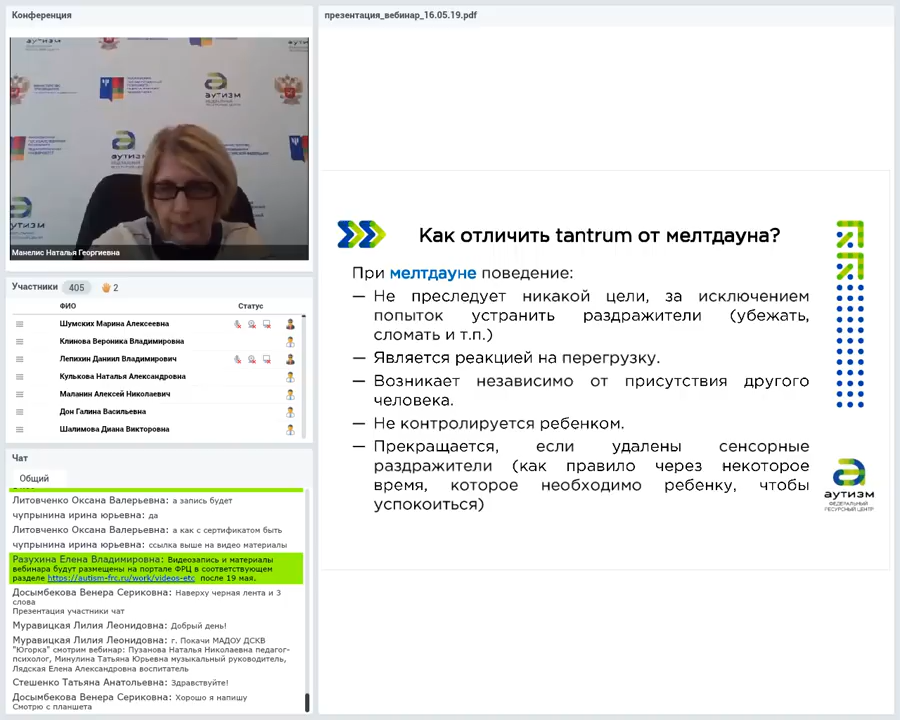 Конференция
Манелис Наталья Георгиевна
Участники 405 2
ФИО Статус
Шумских Марина Алексеевна
Клинова Вероника Владимировна
Лепихин Даниил Владимирович
Кулькова Наталья Александровна
Маланин Алексей Николаевич
Дон Галина Васильевна
Шалимова Диана Викторовна
Чат
Общий
Литовченко Оксана Валерьевна: а запись будет
чупрынина ирина юрьевна: да
Литовченко Оксана Валерьевна: а как с сертификатом быть
чупрынина ирина юрьевна: ссылка выше на видео материалы
Разухина Елена Владимировна: Видеозапись и материалы
вебинара будут размещены на портале ФРЦ в соответствующем
разделе https://autism-frc.ru/work/videos-etc после 19 мая.
Досымбекова Венера Сериковна: Наверху черная лента и 3
слова
Презентация участники чат
Муравицкая Лилия Леонидовна: Добрый день!
Муравицкая Лилия Леонидовна: г. Покачи МАДОУ ДСКВ
"Югорка" смотрим вебинар: Пузанова Наталья Николаевна педагог-
психолог, Минулина Татьяна Юрьевна музыкальный руководитель,
Лядская Елена Александровна воспитатель
Стешенко Татьяна Анатольевна: Здравствуйте!
Досымбекова Венера Сериковна: Хорошо я напишу
Смотрю с планшета
презентация_вебинар_16.05.19.pdf
Как отличить tantrum от мелтдауна?
При мелтдауне поведение:
— Не преследует никакой цели, за исключением
попыток устранить раздражители (убежать,
сломать и т.п.)
— Является реакцией на перегрузку.
— Возникает независимо от присутствия другого
человека.
— Не контролируется ребенком.
— Прекращается, если удалены сенсорные
раздражители (как правило через некоторое
время, которое необходимо ребенку, чтобы
успокоиться)
аутизм
ФЕДЕРАЛЬНЫЙ
РЕСУРСНЫЙ ЦЕНТР